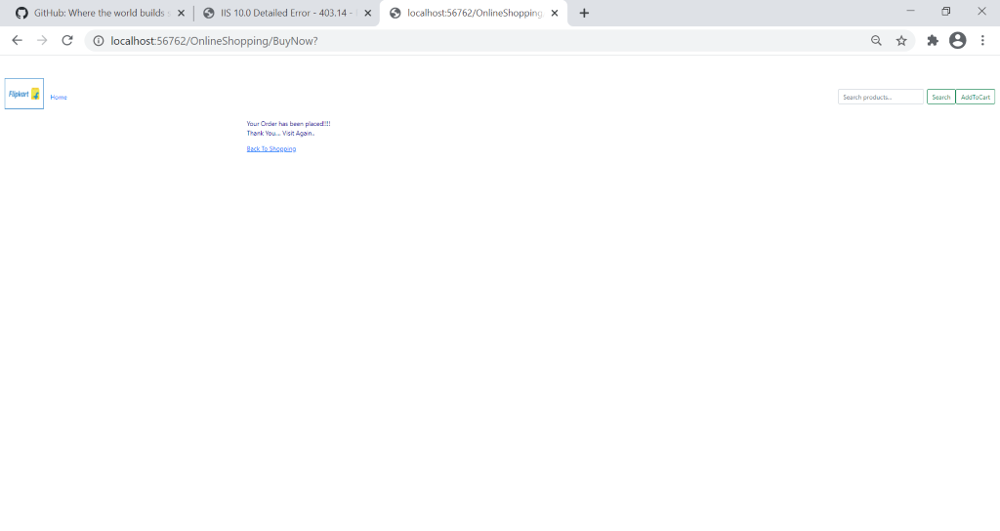 GitHub: Where the world builds s
IIS 10.0 Detailed Error - 403.14 -
localhost:56762/OnlineShopping
localhost:56762/OnlineShopping/BuyNow?
Flipkart
Home
Search products..
Search
AddToCart
Your Order has been placed!!!!
Thank You... Visit Again..
Back To Shopping